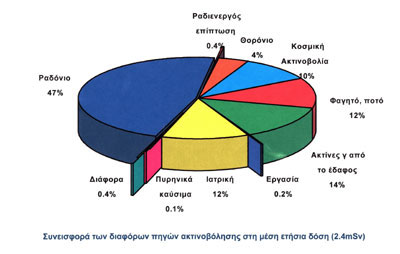 Ραδιενεργός
επίπτωση
0.4%
Θορόνιο
4%
Κοσμική
Ακτινοβολία
10%
Ραδόνιο
47%
Φαγητό, ποτό
12%
Ακτίνες γ από
το έδαφος
14%
Διάφορα
0.4%
Πυρηνικά
καύσιμα
0.1%
Ιατρική
12%
Εργασία
0.2%
Συνεισφορά των διαφόρων πηγών ακτινοβόλησης στη μέση ετήσια δόση (2.4mSv)